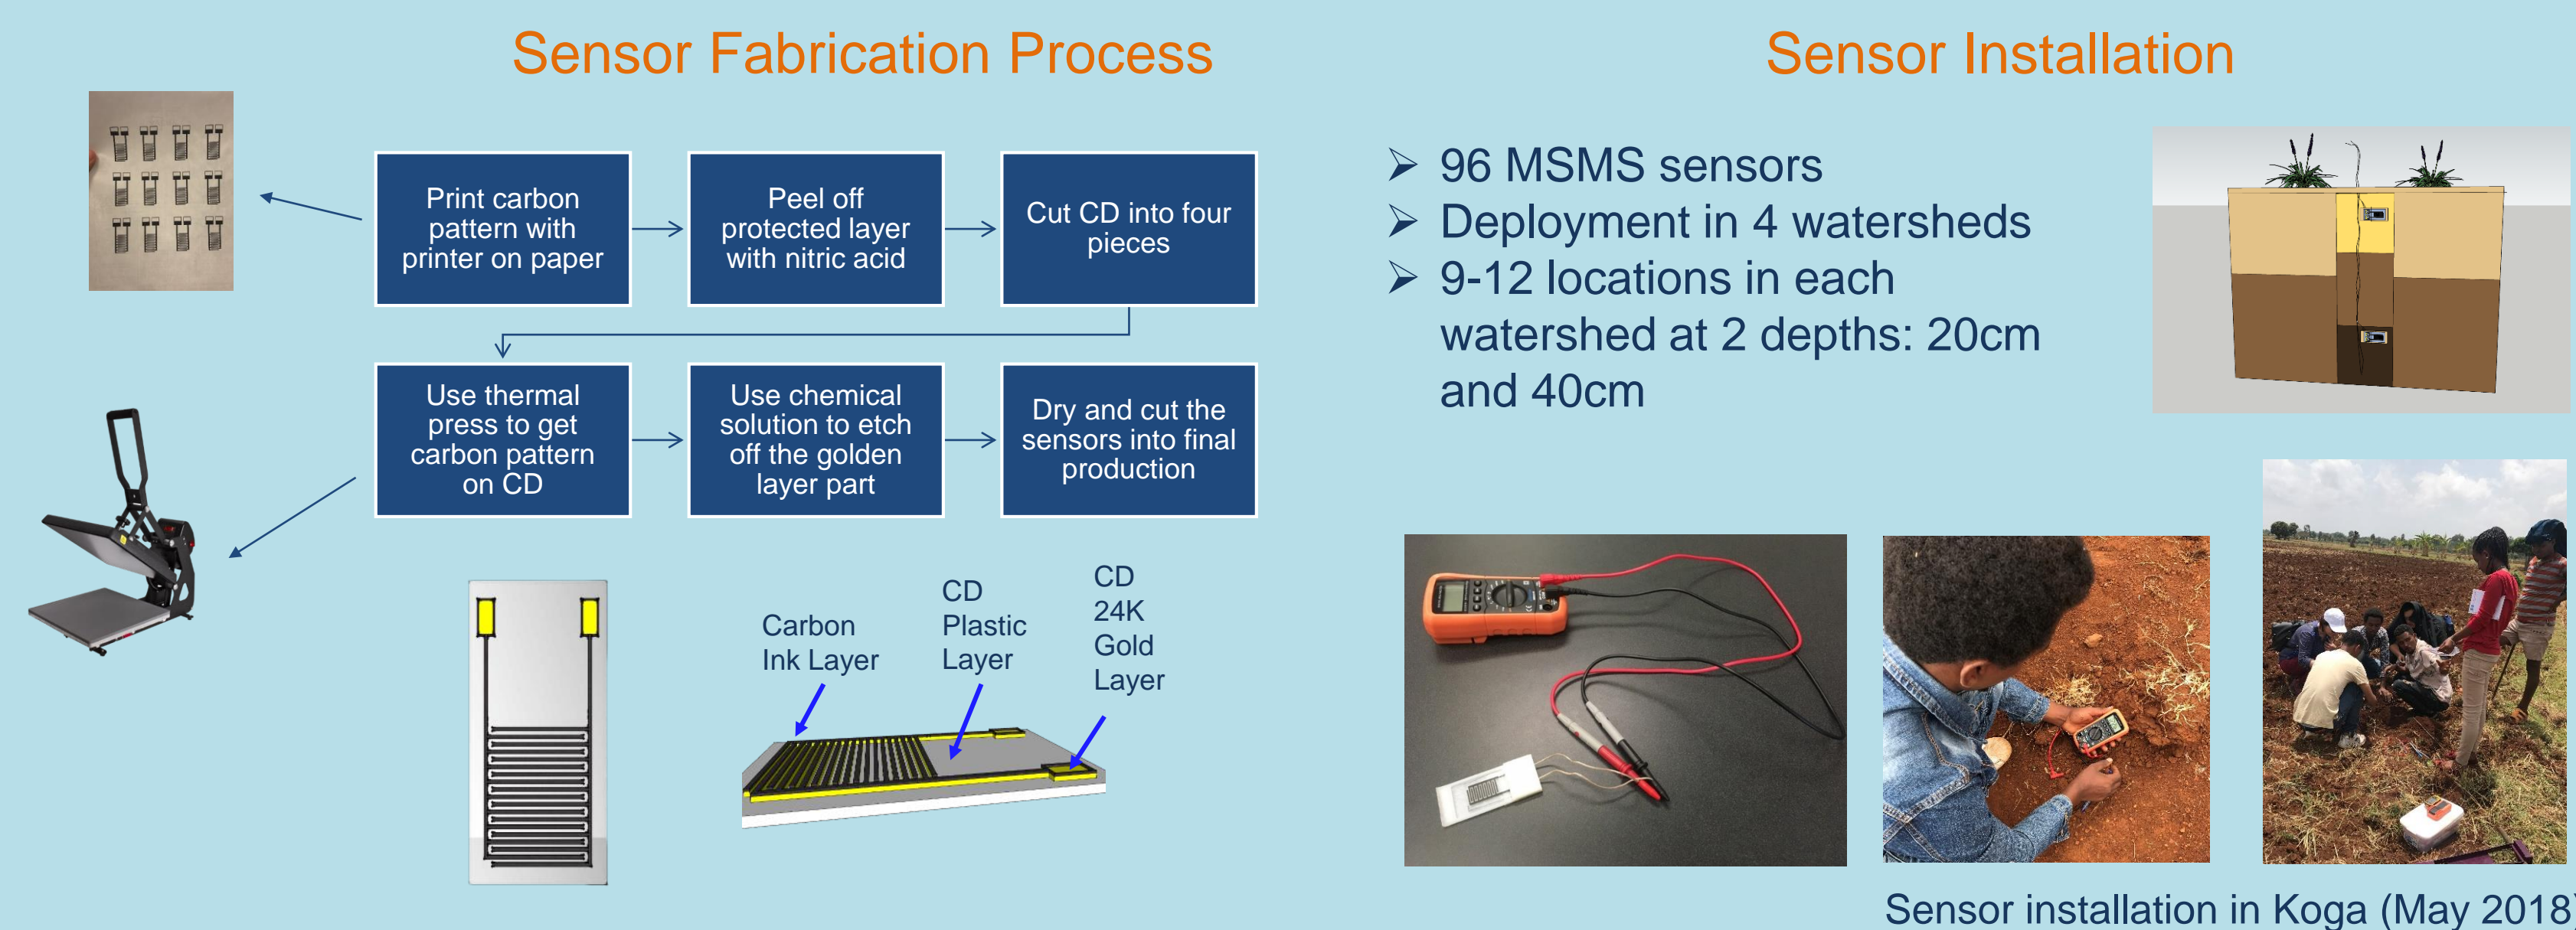 Sensor Fabrication Process
Print carbon
pattern with
printer on paper
Peel off
protected layer
with nitric acid
Cut CD into four
pieces
Use thermal
press to get
carbon pattern
on CD
Use chemical
solution to etch
off the golden
layer part
Dry and cut the
sensors into final
production
Carbon
Ink Layer
CD
Plastic
Layer
CD
24K
Gold
Layer
Sensor Installation
➢ 96 MSMS sensors
➢ Deployment in 4 watersheds
➢ 9-12 locations in each
watershed at 2 depths: 20cm
and 40cm
Sensor installation in Koga (May 2018)